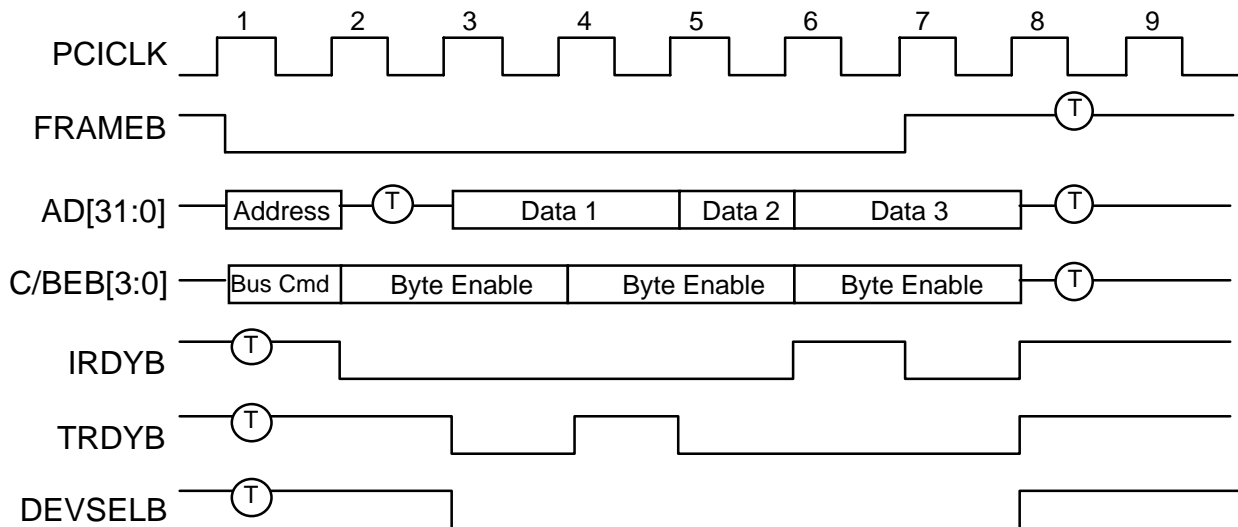 1 2 3 4 5 6 7 8 9
PCICLK
FRAMEB T
AD[31:0] Address T Data 1 Data 2 Data 3 T
C/BEB[3:0] Bus Cmd Byte Enable Byte Enable Byte Enable T
IRDYB T
TRDYB T
DEVSELB T